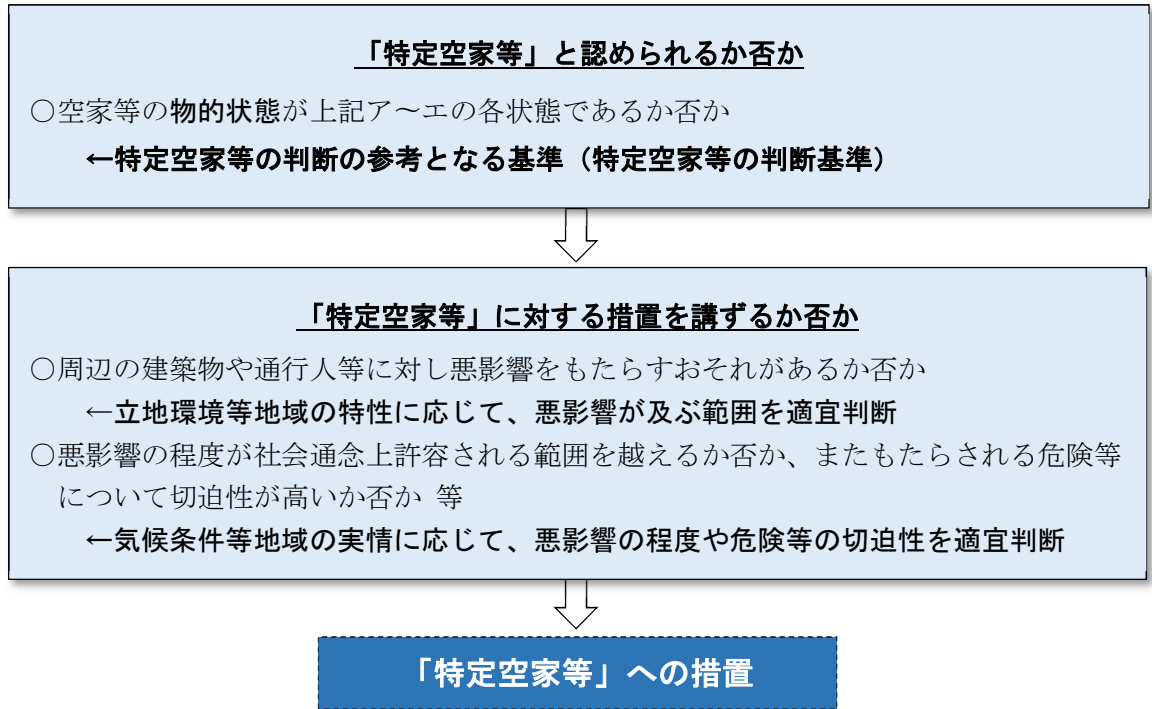 「特定空家等」と認められるか否か
○空家等の物的状態が上記ア～エの各状態であるか否か
←特定空家等の判断の参考となる基準（特定空家等の判断基準）
「特定空家等」に対する措置を講ずるか否か
○周辺の建築物や通行人等に対し悪影響をもたらすおそれがあるか否か
←立地環境等地域の特性に応じて、悪影響が及ぶ範囲を適宜判断
○悪影響の程度が社会通念上許容される範囲を越えるか否か、またもたらされる危険等
について切迫性が高いか否か 等
←気候条件等地域の実情に応じて、悪影響の程度や危険等の切迫性を適宜判断
「特定空家等」への措置